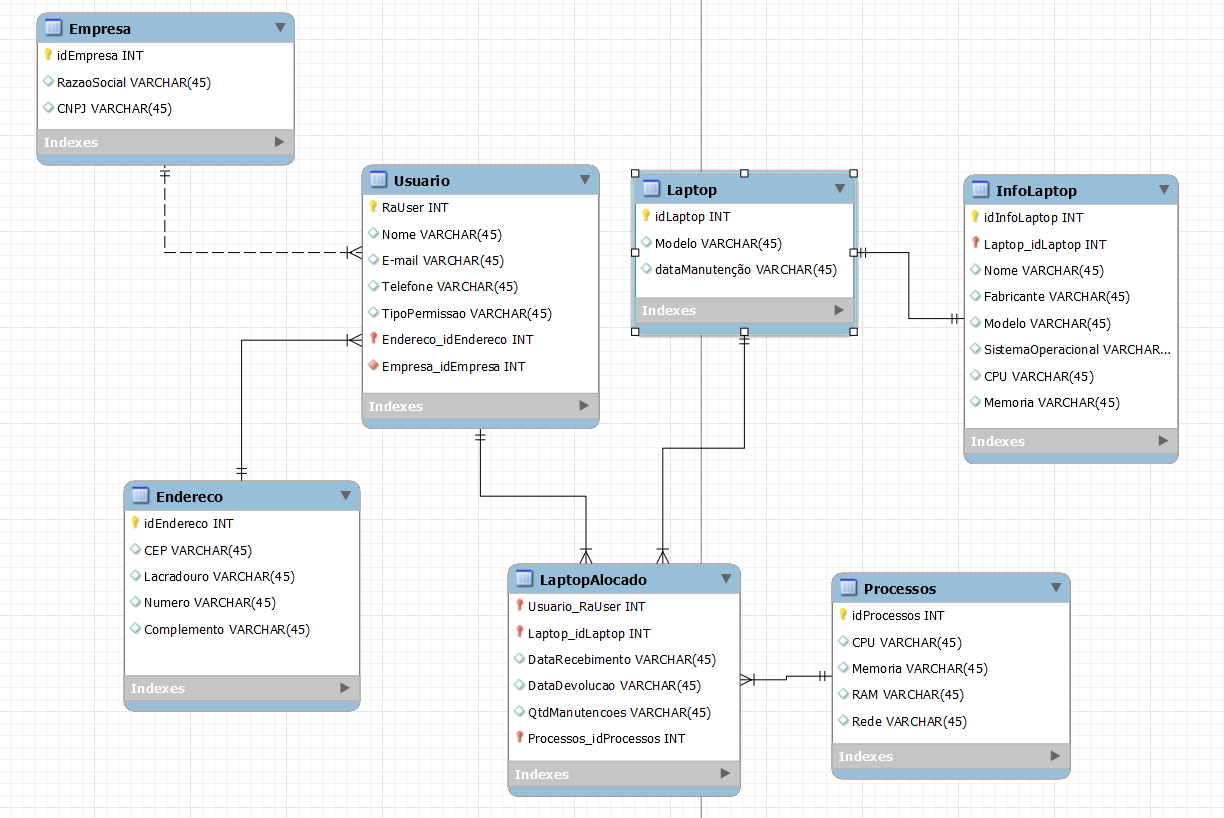 Empresa
idEmpresa INT
RazaoSocial VARCHAR(45)
CNPJ VARCHAR(45)
Indexes
Usuario
RaUser INT
Nome VARCHAR(45)
E-mail VARCHAR(45)
Telefone VARCHAR(45)
TipoPermissao VARCHAR(45)
Endereco_idEndereco INT
Empresa_idEmpresa INT
Indexes
Laptop
idLaptop INT
Modelo VARCHAR(45)
dataManutenção VARCHAR(45)
Indexes
InfoLaptop
idInfoLaptop INT
Laptop_idLaptop INT
Nome VARCHAR(45)
Fabricante VARCHAR(45)
Modelo VARCHAR(45)
SistemaOperacional VARCHAR...
CPU VARCHAR(45)
Memoria VARCHAR(45)
Indexes
Endereco
idEndereco INT
CEP VARCHAR(45)
Lacradouro VARCHAR(45)
Numero VARCHAR(45)
Complemento VARCHAR(45)
Indexes
LaptopAlocado
Usuario_RaUser INT
Laptop_idLaptop INT
DataRecebimento VARCHAR(45)
DataDevolucao VARCHAR(45)
QtdManutencoes VARCHAR(45)
Processos_idProcessos INT
Indexes
Processos
idProcessos INT
CPU VARCHAR(45)
Memoria VARCHAR(45)
RAM VARCHAR(45)
Rede VARCHAR(45)
Indexes